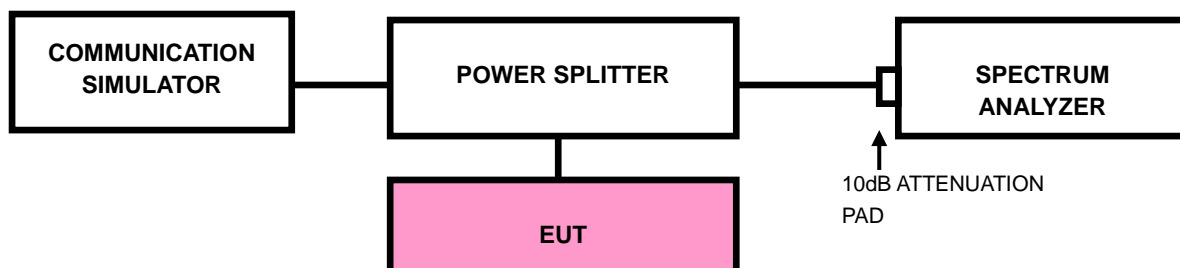 COMMUNICATION
SIMULATOR
POWER SPLITTER
SPECTRUM
ANALYZER
10dB ATTENUATION
PAD
EUT